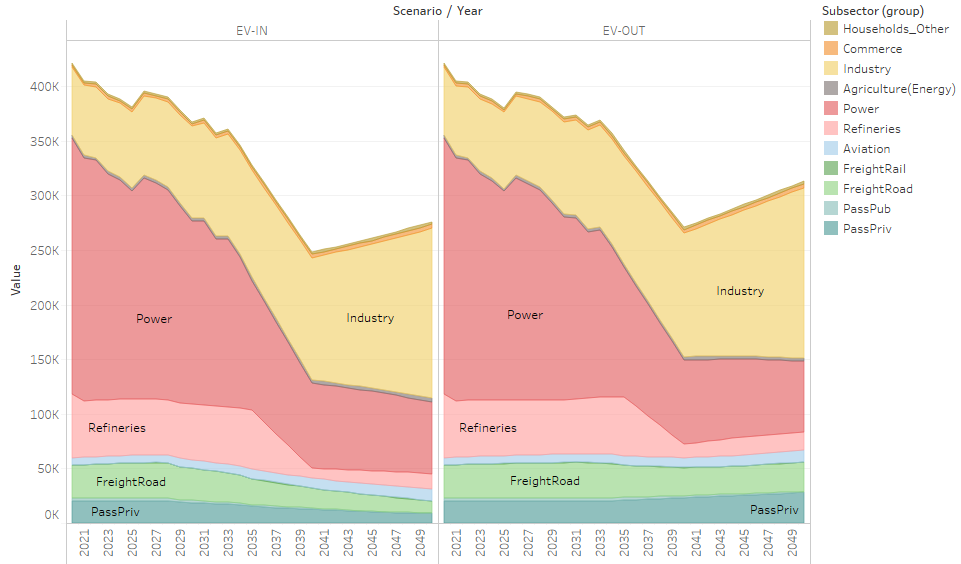 Scenario / Year
EV-IN
EV-OUT
Value
400K
350K
300K
250K
200K
150K
100K
50K
0K
Power
Industry
Refineries
FreightRoad
PassPriv
Power
Industry
Refineries
FreightRoad
PassPriv
2021
2023
2025
2027
2029
2031
2033
2035
2037
2039
2041
2043
2045
2047
2049
2021
2023
2025
2027
2029
2031
2033
2035
2037
2039
2041
2043
2045
2047
2049
Subsector (group)
Households_Other
Commerce
Industry
Agriculture(Energy)
Power
Refineries
Aviation
FreightRail
FreightRoad
PassPub
PassPriv